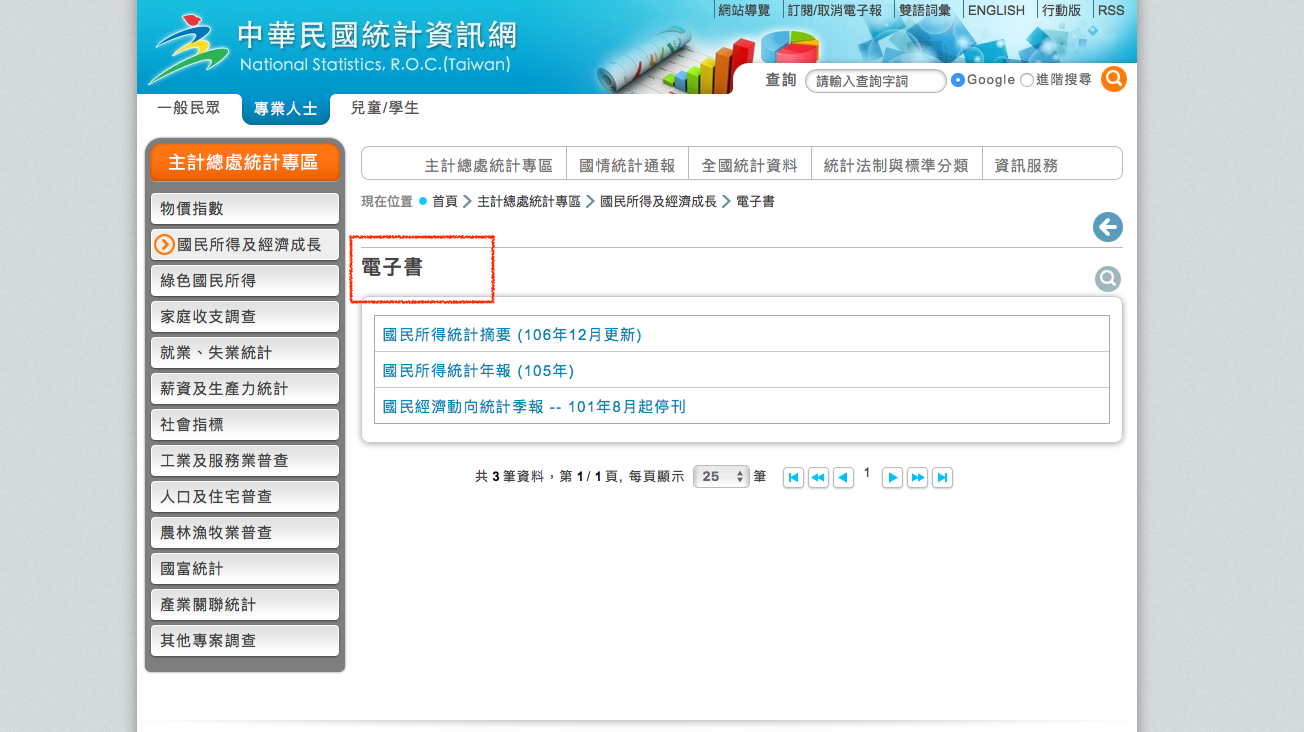 網站導覽 訂閱/取消電子報 雙語詞彙 ENGLISH 行動版 RSS
中華民國統計資訊網
National Statistics, R.O.C.(Taiwan)
查詢 請輸入查詢字詞 Google 進階搜尋
一般民眾 專業人士 兒童/學生
主計總處統計專區
物價指數
國民所得及經濟成長
綠色國民所得
家庭收支調查
就業、失業統計
薪資及生產力統計
社會指標
工業及服務業普查
人口及住宅普查
農林漁牧業普查
國富統計
產業關聯統計
其他專案調查
主計總處統計專區 國情統計通報 全國統計資料 統計法制與標準分類 資訊服務
現在位置 首頁 主計總處統計專區 國民所得及經濟成長 電子書
電子書
國民所得統計摘要 (106年12月更新)
國民所得統計年報 (105年)
國民經濟動向統計季報 -- 101年8月起停刊
共 3 筆資料，第 1/ 1 頁, 每頁顯示 25 筆 1